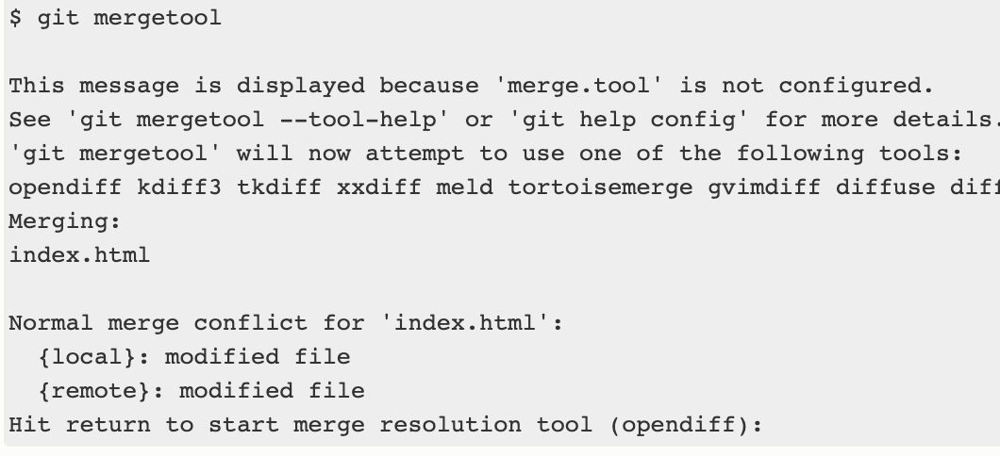 $ git mergetool
This message is displayed because 'merge.tool' is not configured.
See 'git mergetool --tool-help' or 'git help config' for more details.
'git mergetool' will now attempt to use one of the following tools:
opendiff kdiff3 tkdiff xxdiff meld tortoisemerge gvimdiff diffuse
Merging:
index.html
Normal merge conflict for 'index.html':
  {local}: modified file
  {remote}: modified file
Hit return to start merge resolution tool (opendiff):